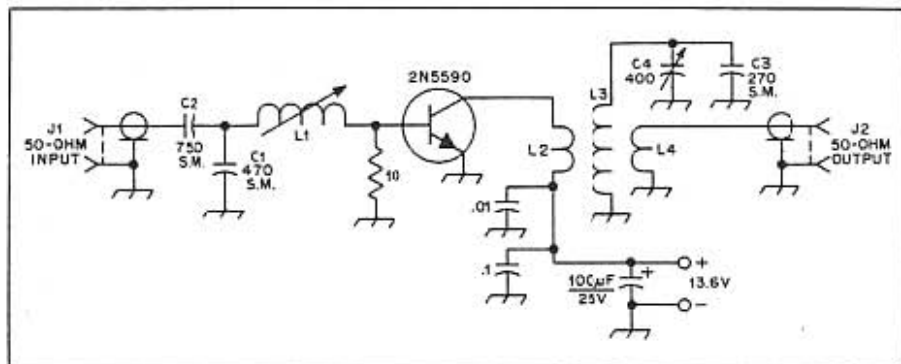 J1
50-OHM
INPUT
C2
750
S.M.
C1
470
S.M.
L1
10
2N5590
L2
.01
.1
L3
L4
C4
400
C3
270
S.M.
J2
50-OHM
OUTPUT
100µF
25V
+
+
13.6V
-